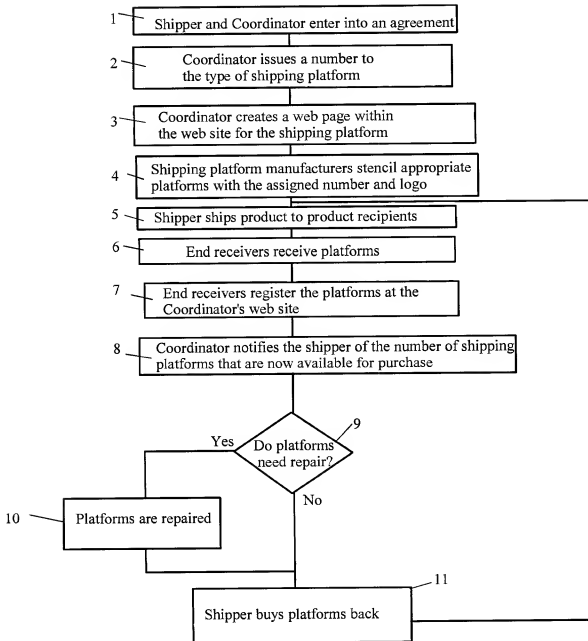 1 Shipper and Coordinator enter into an agreement
2 Coordinator issues a number to
the type of shipping platform
3 Coordinator creates a web page within
the web site for the shipping platform
4 Shipping platform manufacturers stencil appropriate
platforms with the assigned number and logo
5 Shipper ships product to product recipients
6 End receivers receive platforms
7 End receivers register the platforms at the
Coordinator's web site
8 Coordinator notifies the shipper of the number of shipping
platforms that are now available for purchase
9
Yes Do platforms
need repair?
No
10 Platforms are repaired
11
Shipper buys platforms back